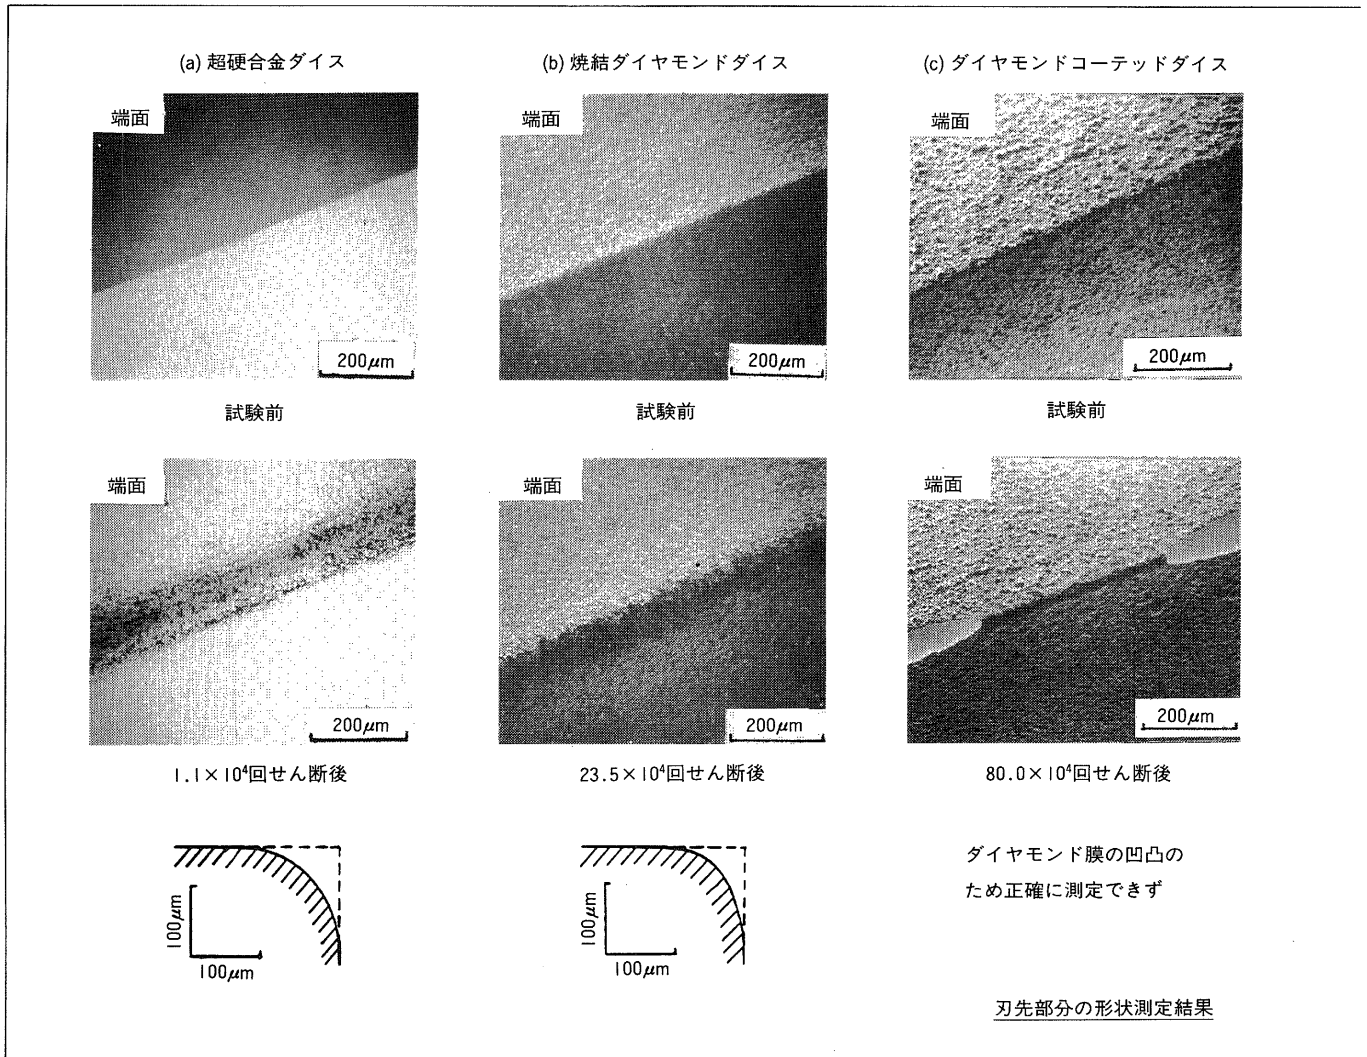 (a) 超硬合金ダイス
(b) 焼結ダイヤモンドダイス
(c) ダイヤモンドコーテッドダイス
端面
端面
端面
200μm
200μm
200μm
試験前
試験前
試験前
端面
端面
端面
200μm
200μm
200μm
1.1×10⁴回せん断後
23.5×10⁴回せん断後
80.0×10⁴回せん断後
100μm
100μm
100μm
100μm
ダイヤモンド膜の凹凸の
ため正確に測定できず
刃先部分の形状測定結果